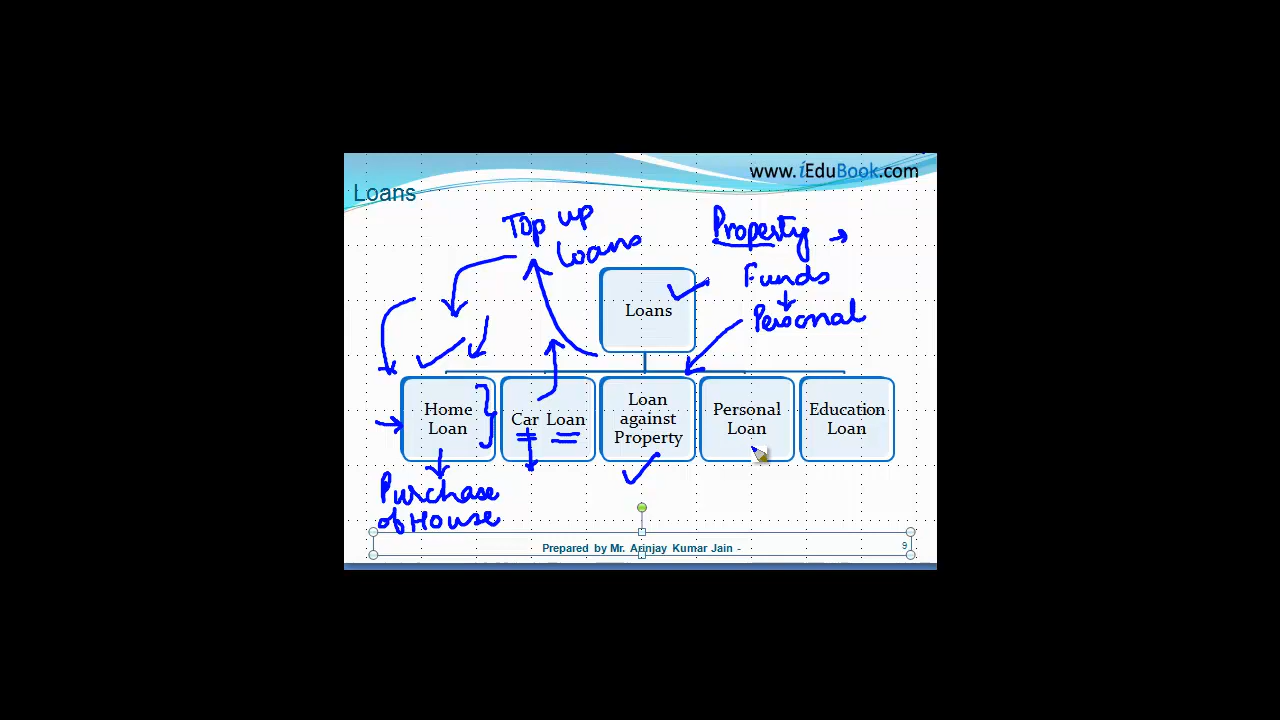 www.iEduBook.com
Loans
Top up
Loans
Property →
Funds
Personal
Loans
Home
Loan
Car Loan
Loan
against
Property
Personal
Loan
Education
Loan
Purchase
of House
Prepared by Mr. Arinjay Kumar Jain -
9